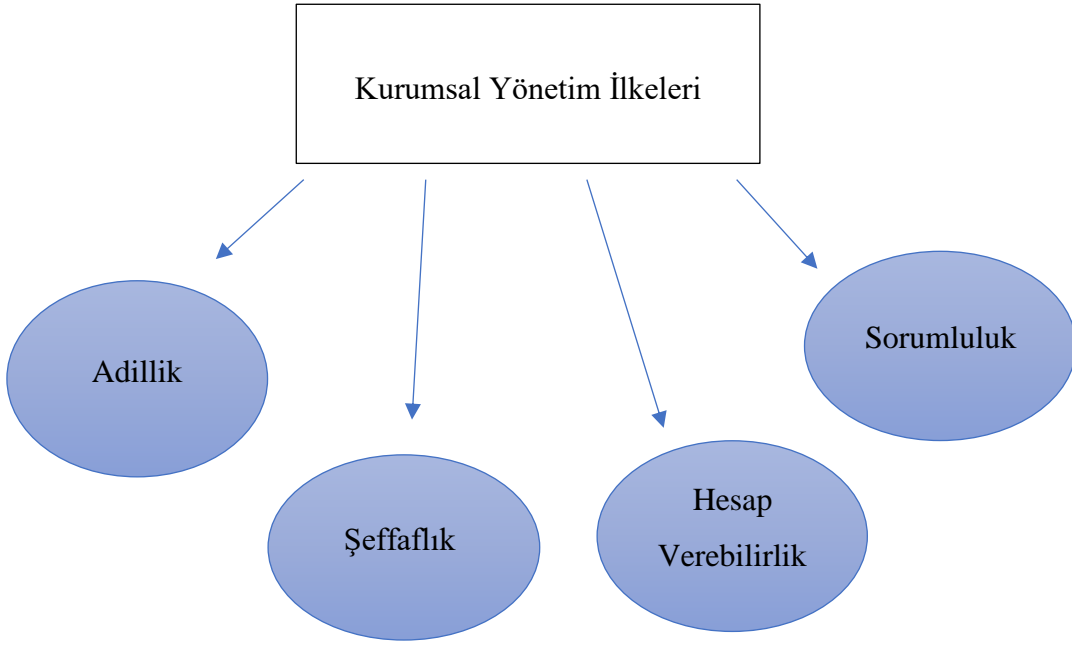 Kurumsal Yönetim İlkeleri
Adillik
Şeffaflık
Hesap
Verebilirlik
Sorumluluk